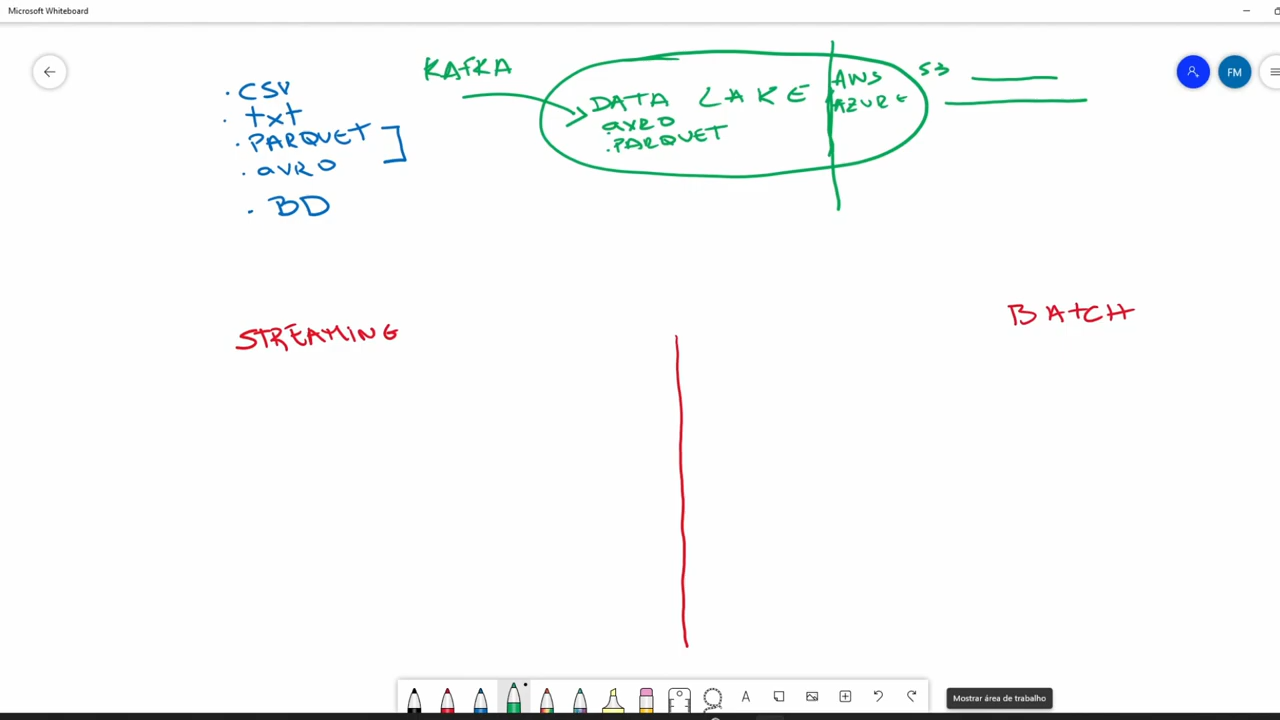 Microsoft Whiteboard
. CSV
. txt
. PARQUET
. avro
. BD
KAFKA
DATA LAKE
avro
. PARQUET
AWS
AZURE
S3
FM
STREAMING
BATCH
A
Mostrar área de trabalho